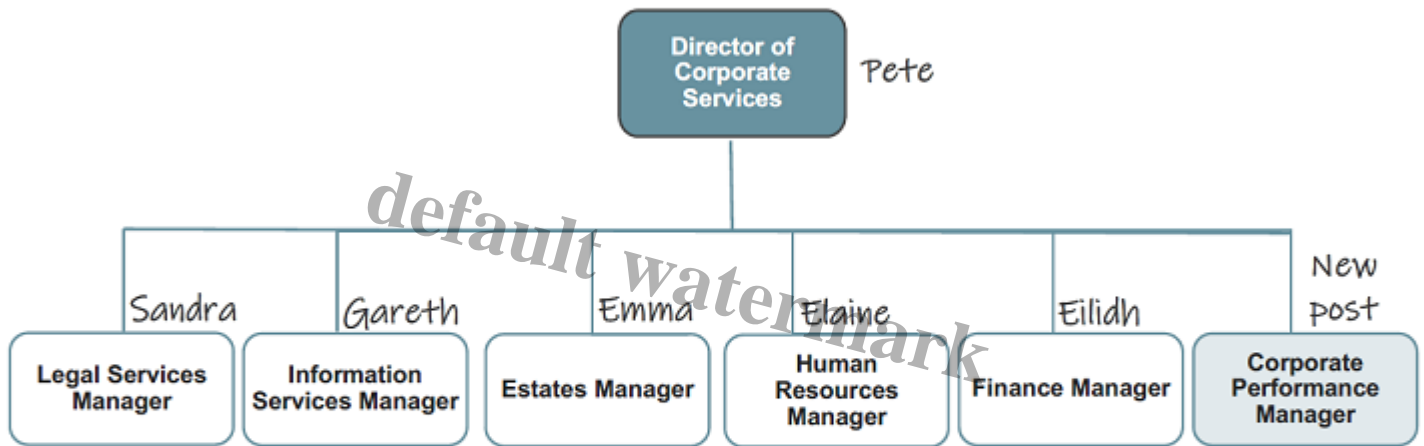 Director of
Corporate
Services
Pete
default watermark
Sandra
Gareth
Emma
Elaine
Eilidh
New
post
Legal Services
Manager
Information
Services Manager
Estates Manager
Human
Resources
Manager
Finance Manager
Corporate
Performance
Manager